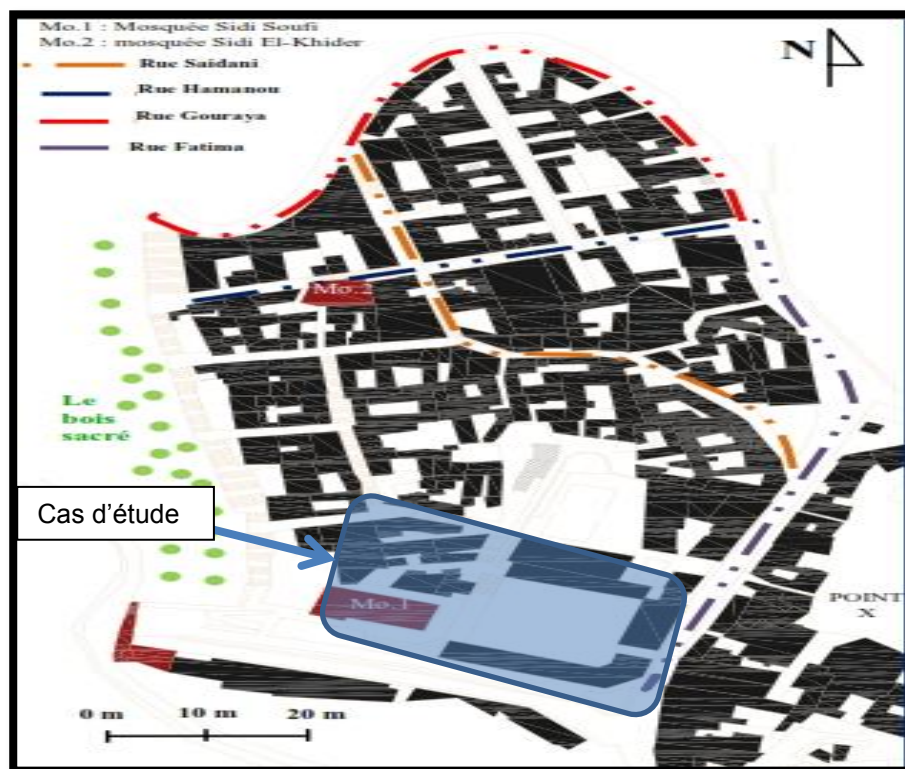 Mo.1 : Mosquée Sidi Soufi
Mo.2 : mosquée Sidi El-Khider
Rue Saidani
Rue Hamanou
Rue Gouraya
Rue Fatima
N
Mo.2
Le
bois
sacré
Cas d'étude
Mo.1
POINT
X
0 m 10 m 20 m